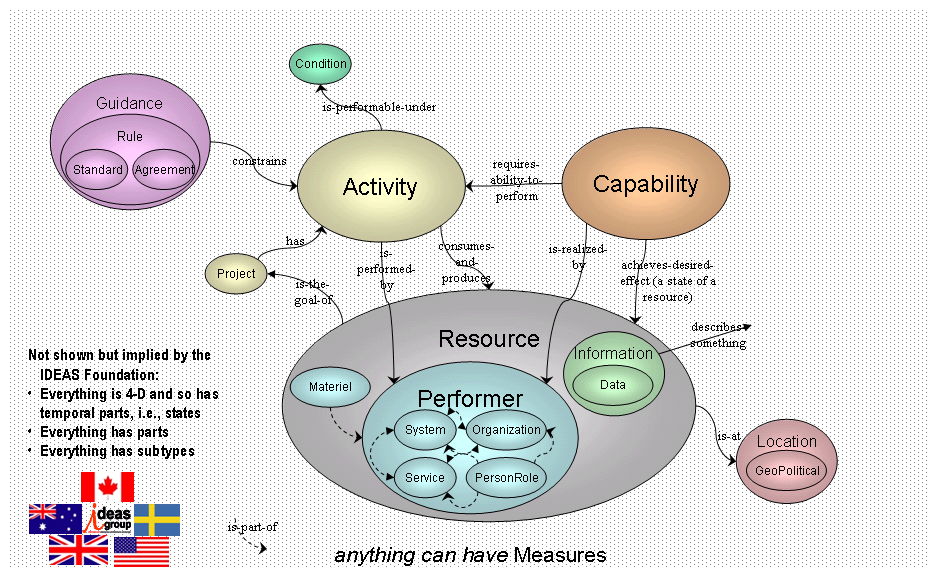 Condition
is-performable-under
Guidance
Rule
Standard
Agreement
constrains
Activity
requires-
ability-to-
perform
Capability
has
Project
is-the-
goal-of
is-
performed-
by
consumes-
and-
produces
is-realized-
by
achieves-desired-
effect (a state of a
resource)
Resource
describes
something
Information
Data
Materiel
Performer
System
Organization
Service
PersonRole
is-at
Location
GeoPolitical
Not shown but implied by the
IDEAS Foundation:
• Everything is 4-D and so has
temporal parts, i.e., states
• Everything has parts
• Everything has subtypes
ideas
group
is-part-of
anything can have Measures